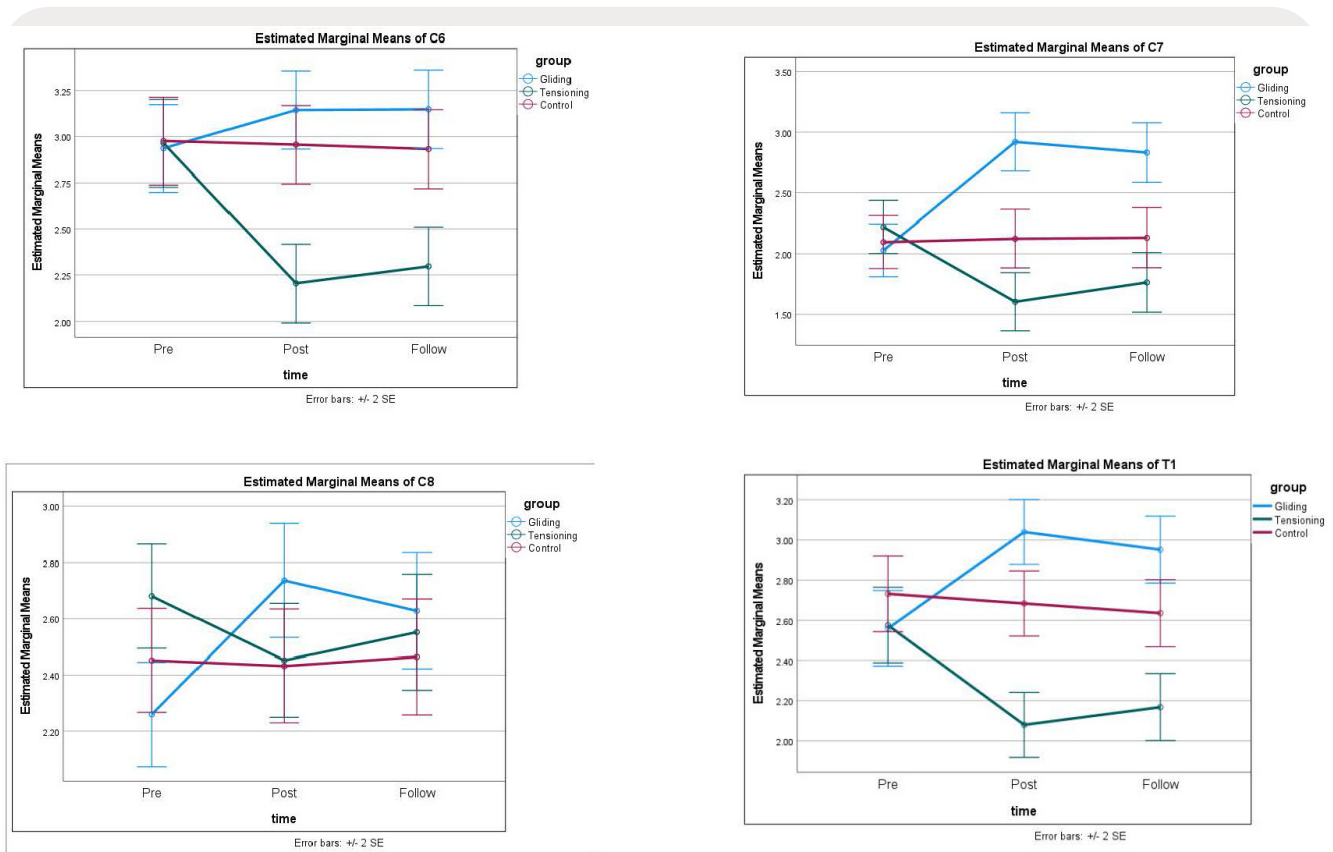 Estimated Marginal Means of C6
group
Gliding
Tensioning
Control
Estimated Marginal Means
3.25
3.00
2.75
2.50
2.25
2.00
Pre Post Follow
time
Error bars: +/- 2 SE
Estimated Marginal Means of C7
group
Gliding
Tensioning
Control
Estimated Marginal Means
3.50
3.00
2.50
2.00
1.50
Pre Post Follow
time
Error bars: +/- 2 SE
Estimated Marginal Means of C8
group
Gliding
Tensioning
Control
Estimated Marginal Means
3.00
2.80
2.60
2.40
2.20
Pre Post Follow
time
Error bars: +/- 2 SE
Estimated Marginal Means of T1
group
Gliding
Tensioning
Control
Estimated Marginal Means
3.20
3.00
2.80
2.60
2.40
2.20
2.00
Pre Post Follow
time
Error bars: +/- 2 SE